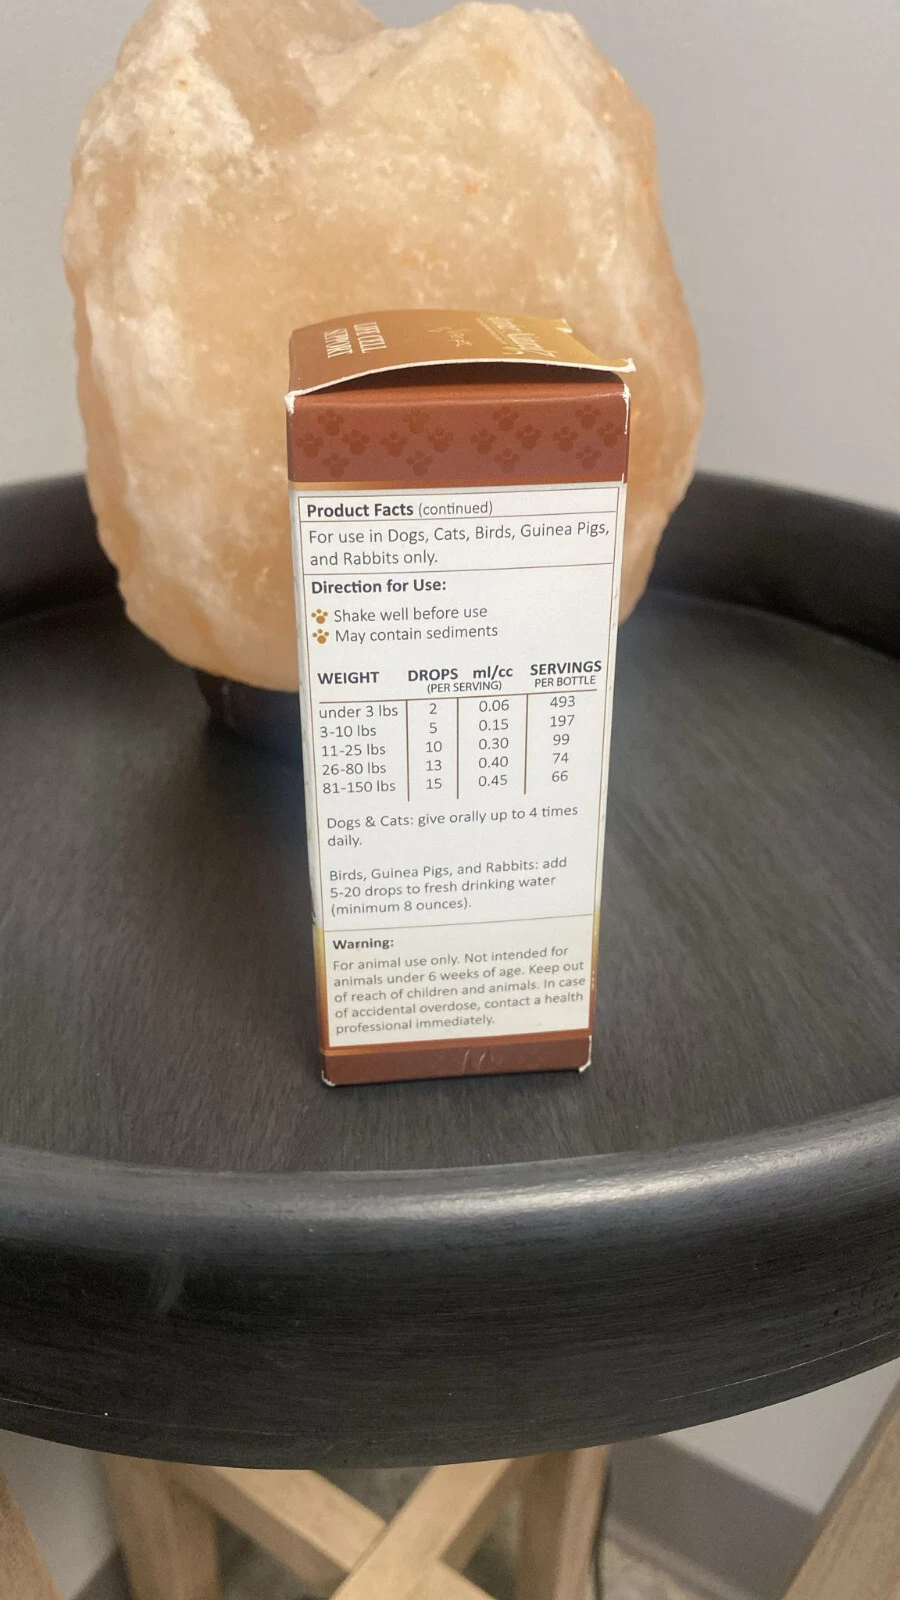 LIFE CELL
SUPPORT
Product Facts (continued)
For use in Dogs, Cats, Birds, Guinea Pigs,
and Rabbits only.
Direction for Use:
Shake well before use
May contain sediments
WEIGHT DROPS ml/cc SERVINGS
(PER SERVING) PER BOTTLE
under 3 lbs 2 0.06 493
3-10 lbs 5 0.15 197
11-25 lbs 10 0.30 99
26-80 lbs 13 0.40 74
81-150 lbs 15 0.45 66
Dogs & Cats: give orally up to 4 times
daily.
Birds, Guinea Pigs, and Rabbits: add
5-20 drops to fresh drinking water
(minimum 8 ounces).
Warning:
For animal use only. Not intended for
animals under 6 weeks of age. Keep out
of reach of children and animals. In case
of accidental overdose, contact a health
professional immediately.